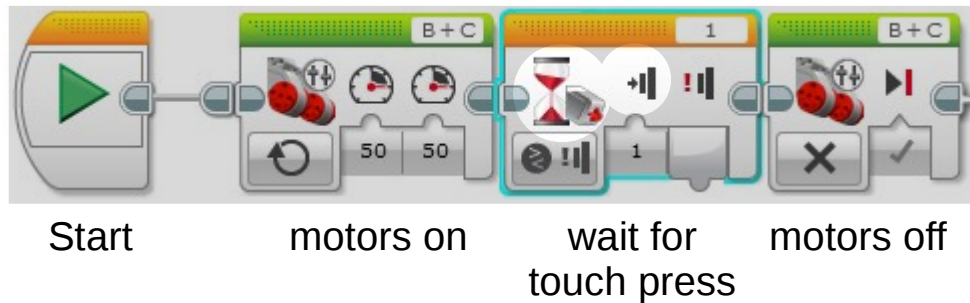 B + C
1
B + C
50 50
1
Start
motors on
wait for
touch press
motors off